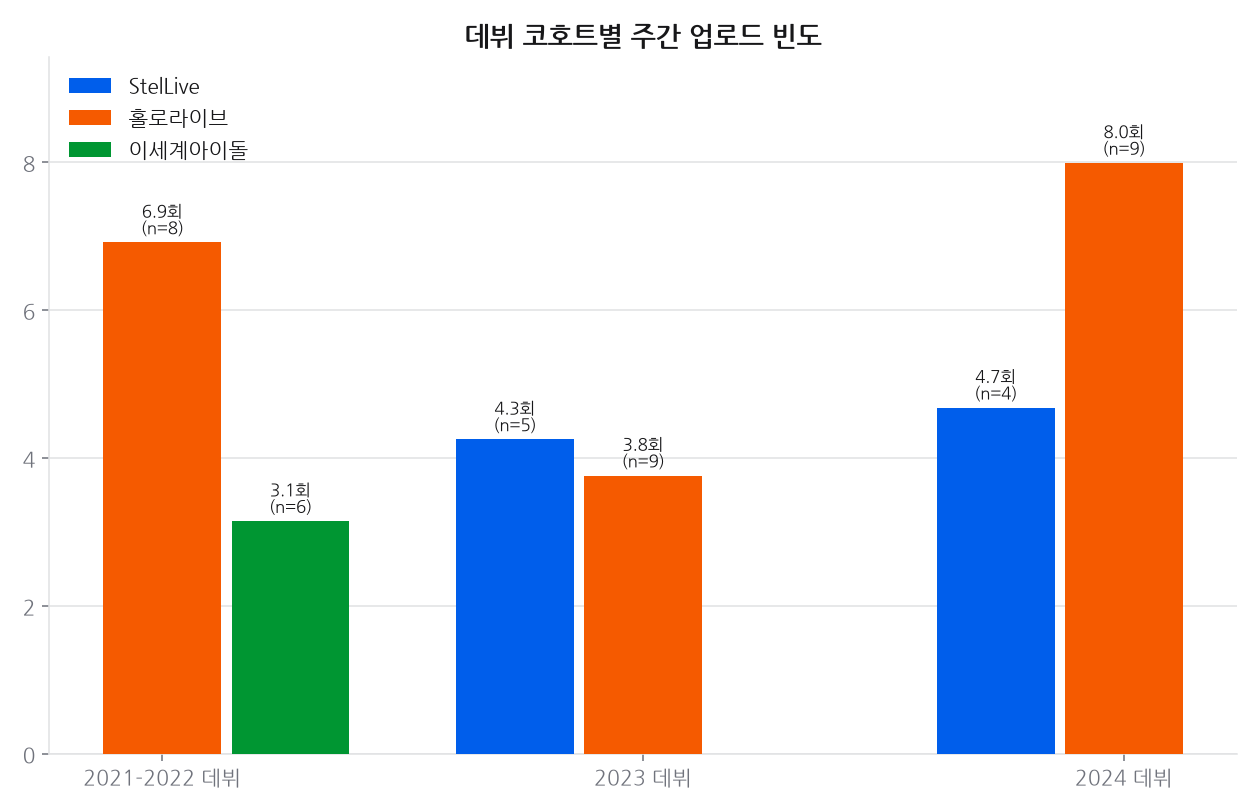 데뷔 코호트별 주간 업로드 빈도
StelLive
홀로라이브
이세계아이돌
8
6
4
2
0
6.9회
(n=8)
3.1회
(n=6)
4.3회
(n=5)
3.8회
(n=9)
4.7회
(n=4)
8.0회
(n=9)
2021-2022 데뷔
2023 데뷔
2024 데뷔